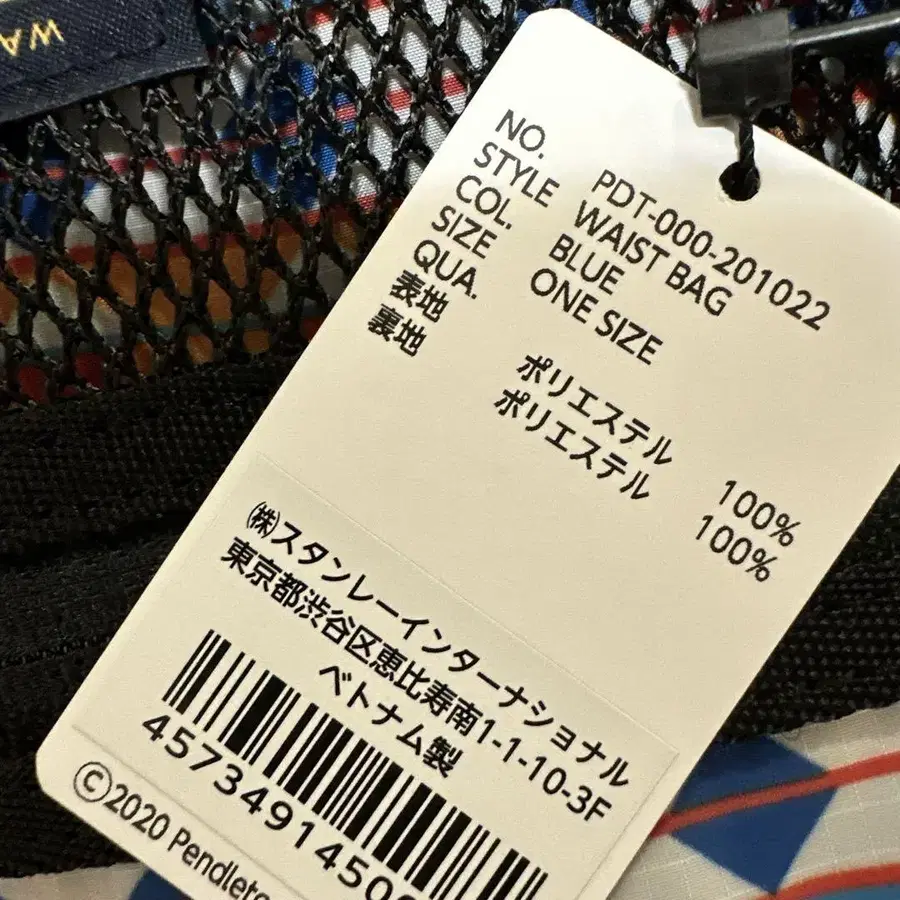 NO. PDT-000-201022
STYLE WAIST BAG
COL. BLUE
SIZE ONE SIZE
QUA.
表地 ポリエステル 100%
裏地 ポリエステル 100%
㈱スタンレーインターナショナル
東京都渋谷区恵比寿南1-1-10-3F
ベトナム製
©2020